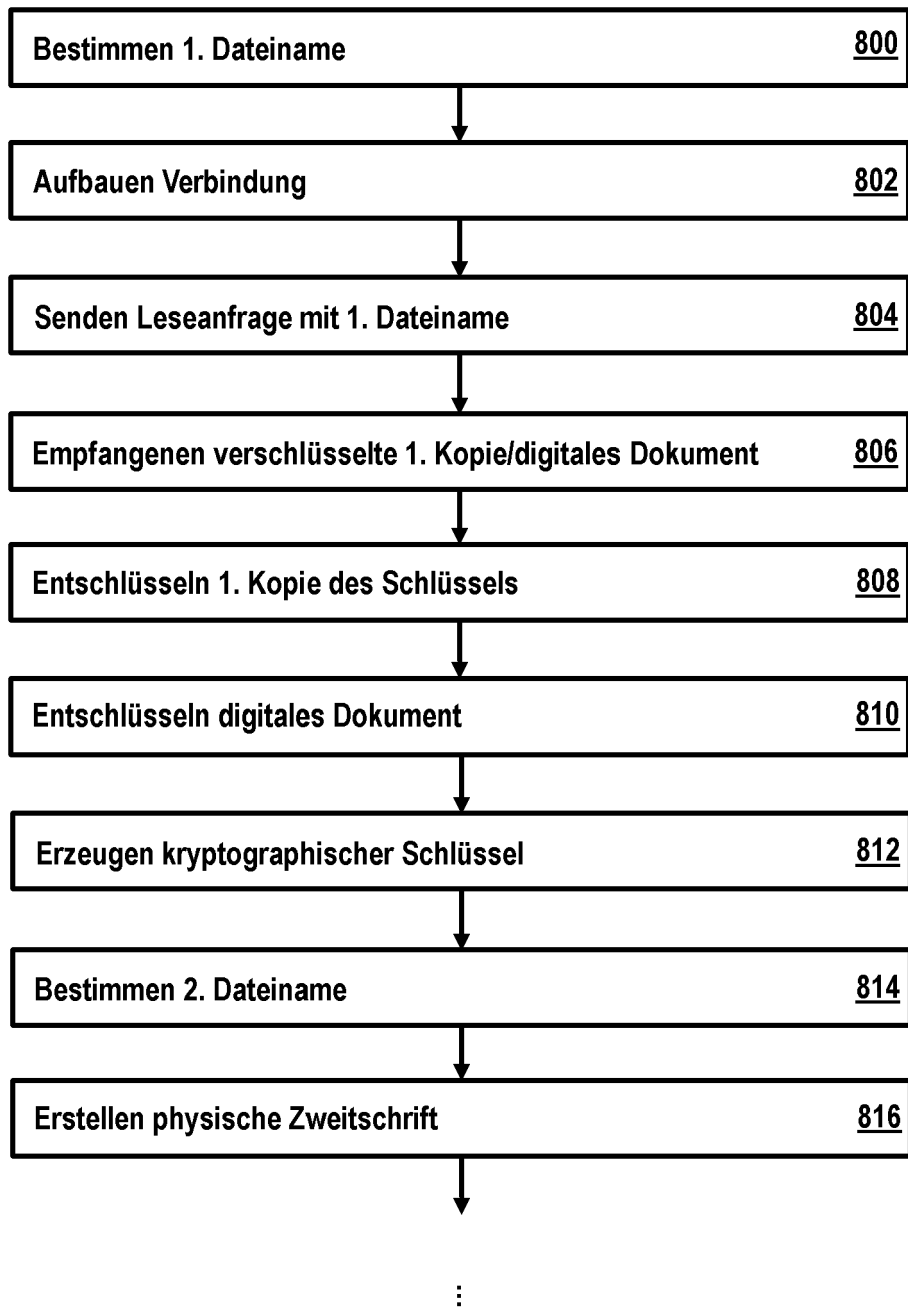 Bestimmen 1. Dateiname 800
Aufbauen Verbindung 802
Senden Leseanfrage mit 1. Dateiname 804
Empfangenen verschlüsselte 1. Kopie/digitales Dokument 806
Entschlüsseln 1. Kopie des Schlüssels 808
Entschlüsseln digitales Dokument 810
Erzeugen kryptographischer Schlüssel 812
Bestimmen 2. Dateiname 814
Erstellen physische Zweitschrift 816
⋮